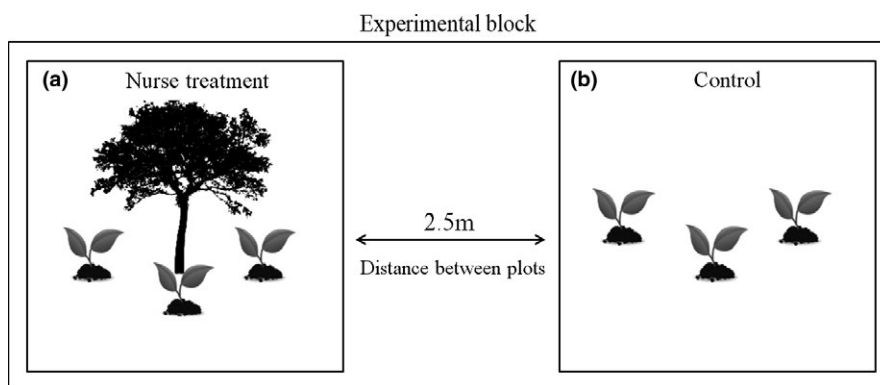 Experimental block
(a) Nurse treatment
2.5m
Distance between plots
(b) Control